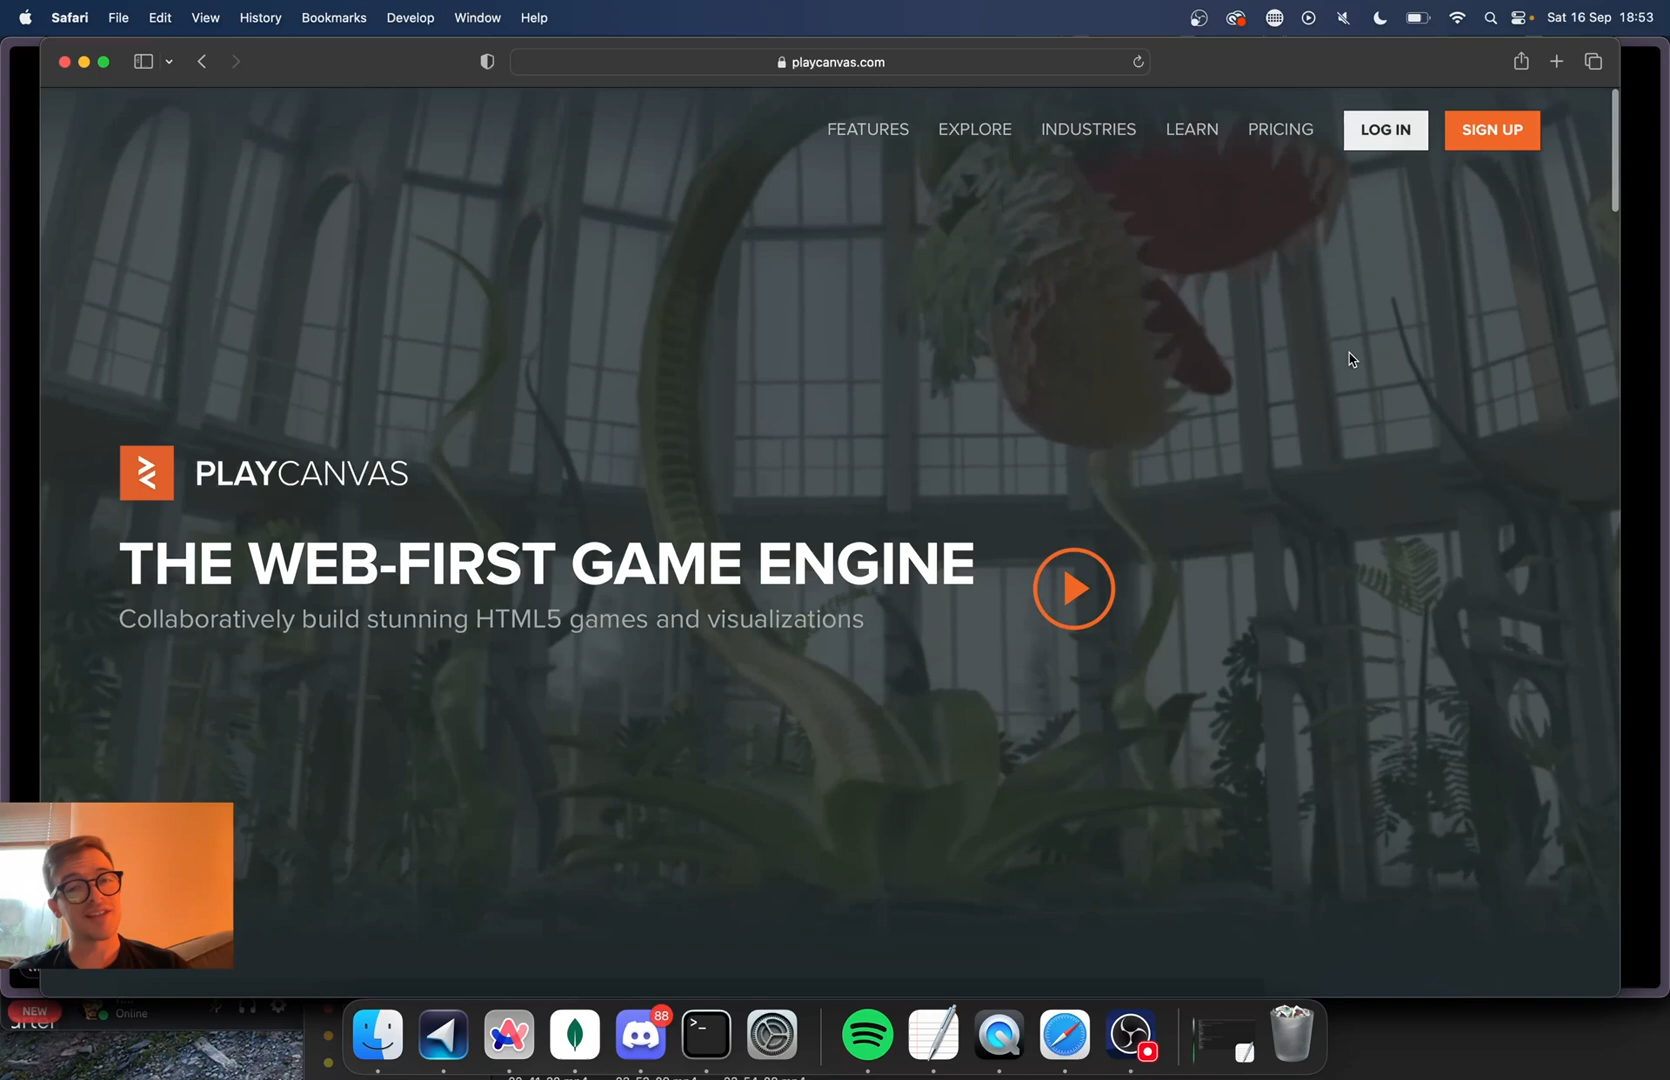 Safari File Edit View History Bookmarks Develop Window Help
Sat 16 Sep 18:53
playcanvas.com
FEATURES EXPLORE INDUSTRIES LEARN PRICING LOG IN SIGN UP
PLAYCANVAS
THE WEB-FIRST GAME ENGINE
Collaboratively build stunning HTML5 games and visualizations
NEW
Online
88